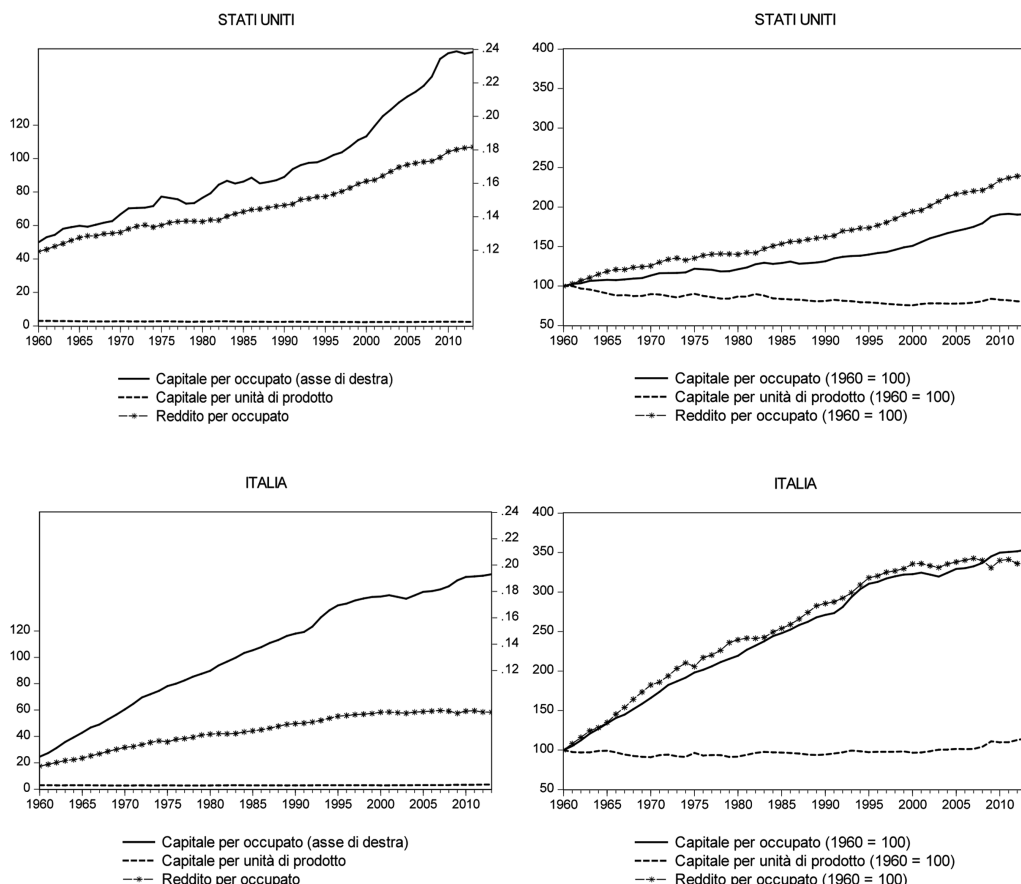 STATI UNITI
.24
.22
.20
.18
.16
.14
.12
120
100
80
60
40
20
0
1960 1965 1970 1975 1980 1985 1990 1995 2000 2005 2010
Capitale per occupato (asse di destra)
Capitale per unità di prodotto
Reddito per occupato
STATI UNITI
400
350
300
250
200
150
100
50
1960 1965 1970 1975 1980 1985 1990 1995 2000 2005 2010
Capitale per occupato (1960 = 100)
Capitale per unità di prodotto (1960 = 100)
Reddito per occupato (1960 = 100)
ITALIA
.24
.22
.20
.18
.16
.14
.12
120
100
80
60
40
20
0
1960 1965 1970 1975 1980 1985 1990 1995 2000 2005 2010
Capitale per occupato (asse di destra)
Capitale per unità di prodotto
Reddito per occupato
ITALIA
400
350
300
250
200
150
100
50
1960 1965 1970 1975 1980 1985 1990 1995 2000 2005 2010
Capitale per occupato (1960 = 100)
Capitale per unità di prodotto (1960 = 100)
Reddito per occupato (1960 = 100)